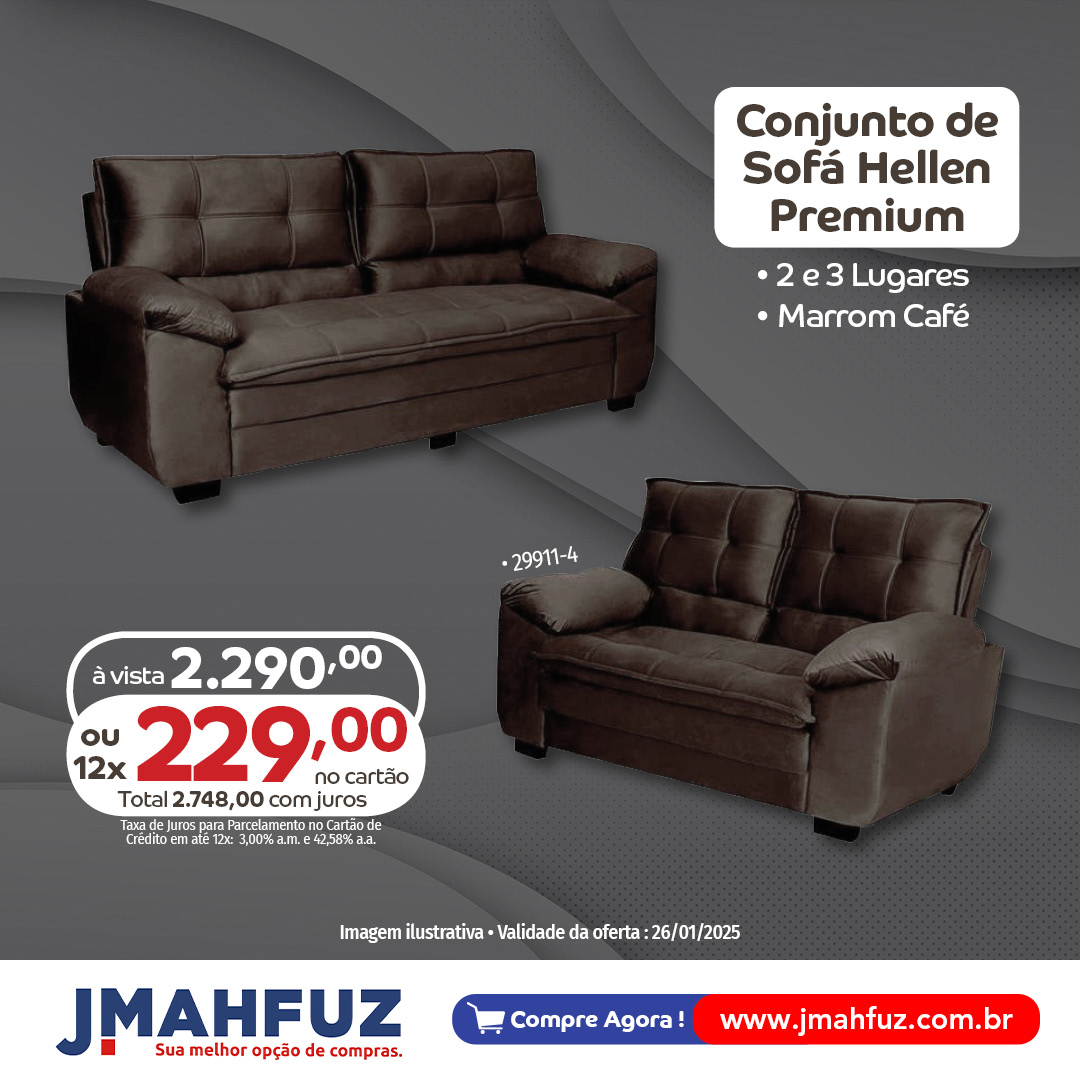 Conjunto de
Sofá Hellen
Premium
• 2 e 3 Lugares
• Marrom Café
• 29911-4
à vista 2.290,00
ou
12x 229,00
no cartão
Total 2.748,00 com juros
Taxa de Juros para Parcelamento no Cartão de
Crédito em até 12x: 3,00% a.m. e 42,58% a.a.
Imagem ilustrativa • Validade da oferta : 26/01/2025
JMAHFUZ
Sua melhor opção de compras.
Compre Agora !
www.jmahfuz.com.br